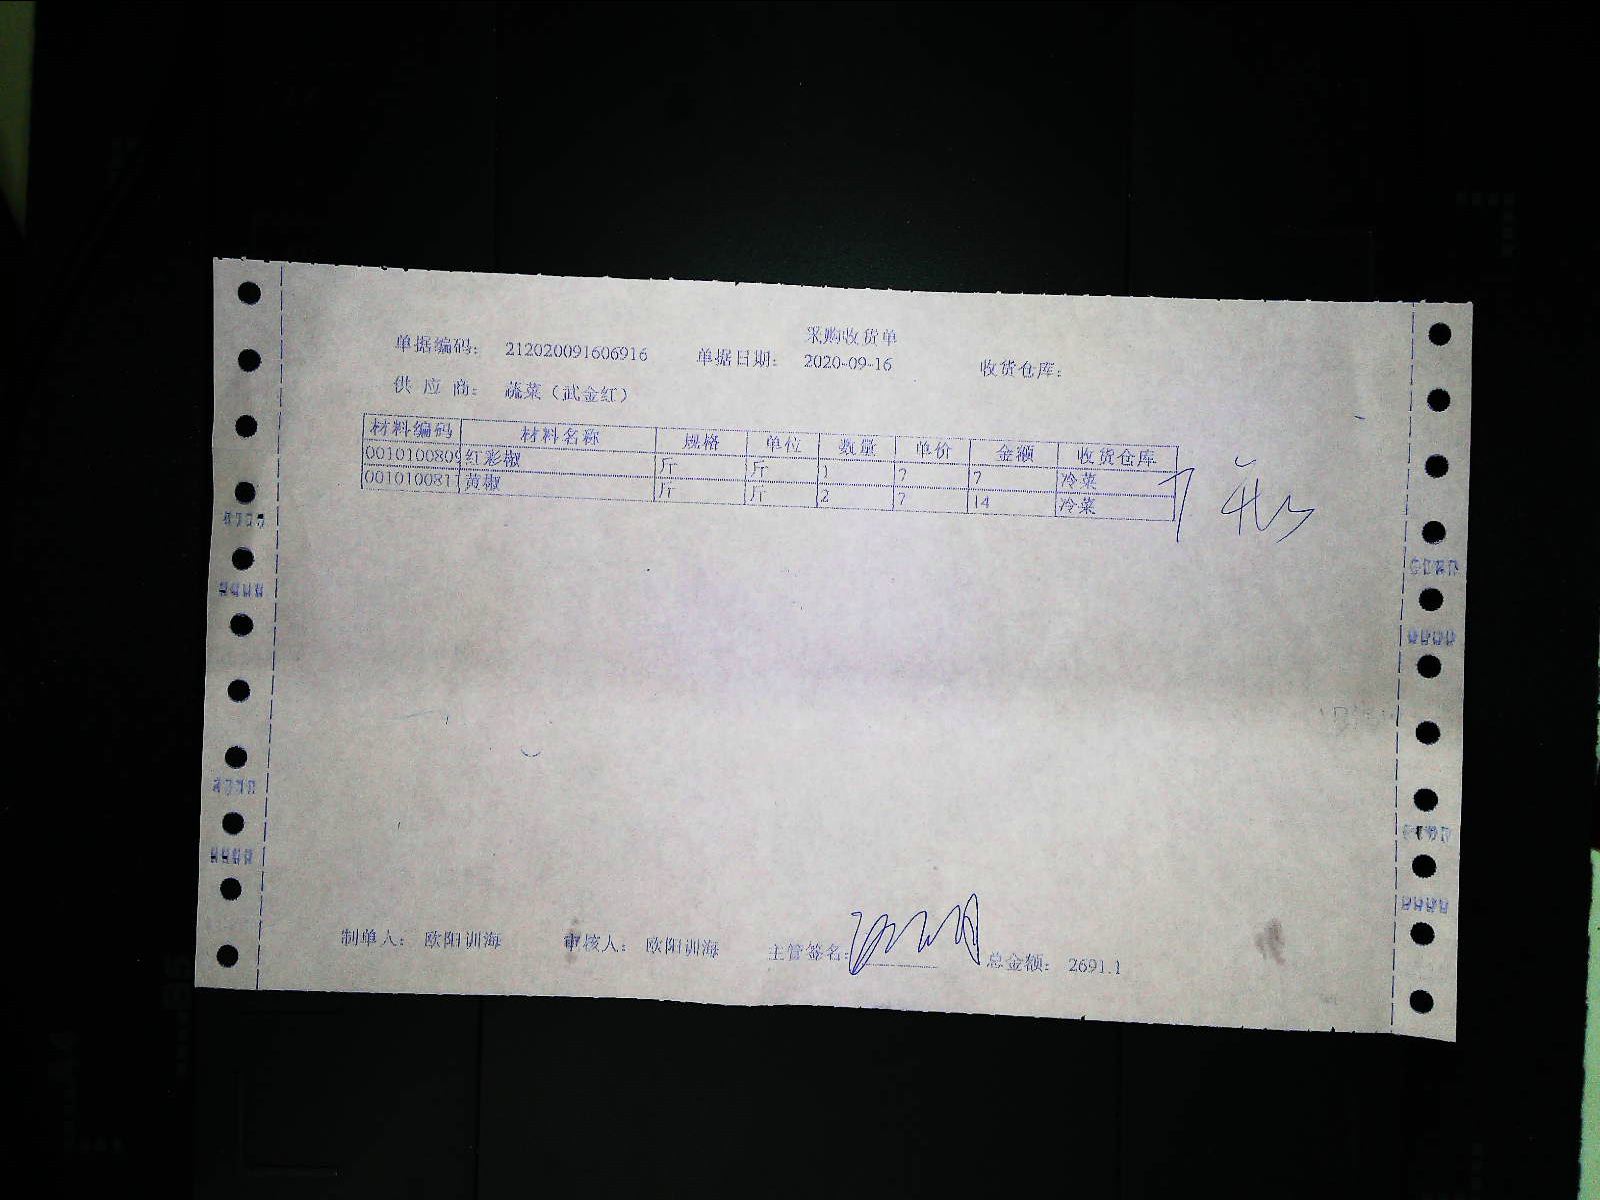 采购收货单
单据编码: 212020091606916 单据日期: 2020-09-16 收货仓库:
供 应 商: 蔬菜（武金红）
材料编码 材料名称 规格 单位 数量 单价 金额 收货仓库
0010100809 红彩椒 斤 斤 1 7 7 冷菜
001010081 黄椒 斤 斤 2 7 14 冷菜
制单人: 欧阳训海 审核人: 欧阳训海 主管签名: 总金额: 2691.1